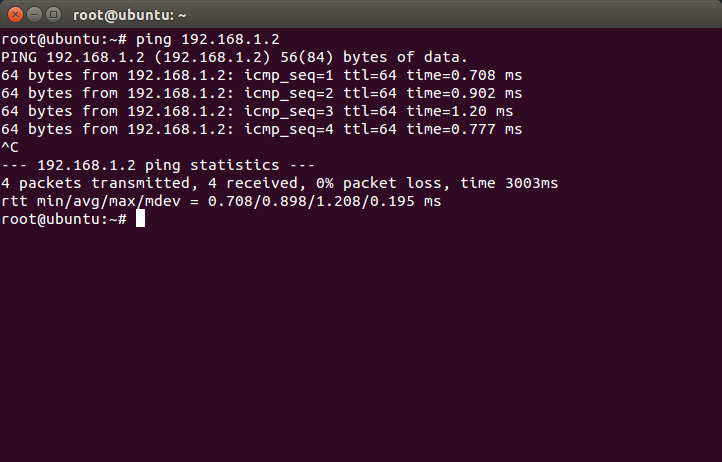 root@ubuntu: ~
root@ubuntu:~# ping 192.168.1.2
PING 192.168.1.2 (192.168.1.2) 56(84) bytes of data.
64 bytes from 192.168.1.2: icmp_seq=1 ttl=64 time=0.708 ms
64 bytes from 192.168.1.2: icmp_seq=2 ttl=64 time=0.902 ms
64 bytes from 192.168.1.2: icmp_seq=3 ttl=64 time=1.20 ms
64 bytes from 192.168.1.2: icmp_seq=4 ttl=64 time=0.777 ms
^C
--- 192.168.1.2 ping statistics ---
4 packets transmitted, 4 received, 0% packet loss, time 3003ms
rtt min/avg/max/mdev = 0.708/0.898/1.208/0.195 ms
root@ubuntu:~#